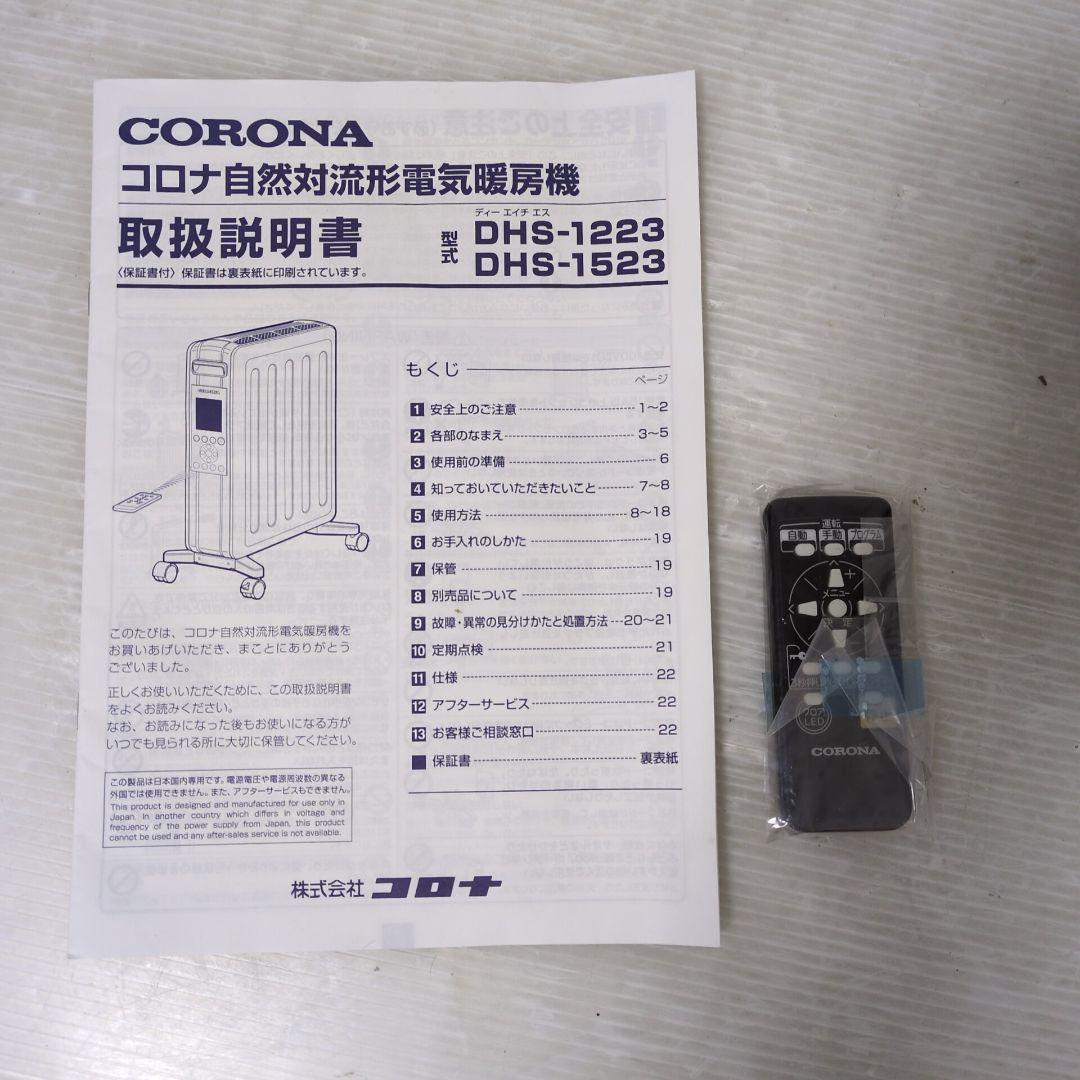 CORONA
コロナ自然対流形電気暖房機
取扱説明書
型式
ディー エイチ エス
DHS-1223
DHS-1523
〈保証書付〉保証書は裏表紙に印刷されています。
もくじ
ページ
1 安全上のご注意 1~2
2 各部のなまえ 3~5
3 使用前の準備 6
4 知っておいていただきたいこと 7~8
5 使用方法 8~18
6 お手入れのしかた 19
7 保管 19
8 別売品について 19
9 故障・異常の見分けかたと処置方法 20~21
10 定期点検 21
11 仕様 22
12 アフターサービス 22
13 お客様ご相談窓口 22
■ 保証書 裏表紙
このたびは、コロナ自然対流形電気暖房機を
お買いあげいただき、まことにありがとう
ございました。
正しくお使いいただくために、この取扱説明書
をよくお読みください。
なお、お読みになった後もお使いになる方が
いつでも見られる所に大切に保管してください。
この製品は日本国内専用です。電源電圧や電源周波数の異なる
外国では使用できません。また、アフターサービスもできません。
This product is designed and manufactured for use only in
Japan. In another country which differs in voltage and
frequency of the power supply from Japan, this product
cannot be used and any after-sales service is not available.
株式会社 コロナ
運転
自動 手動 プログラム
+
メニュー
決定
フロア
LED
CORONA